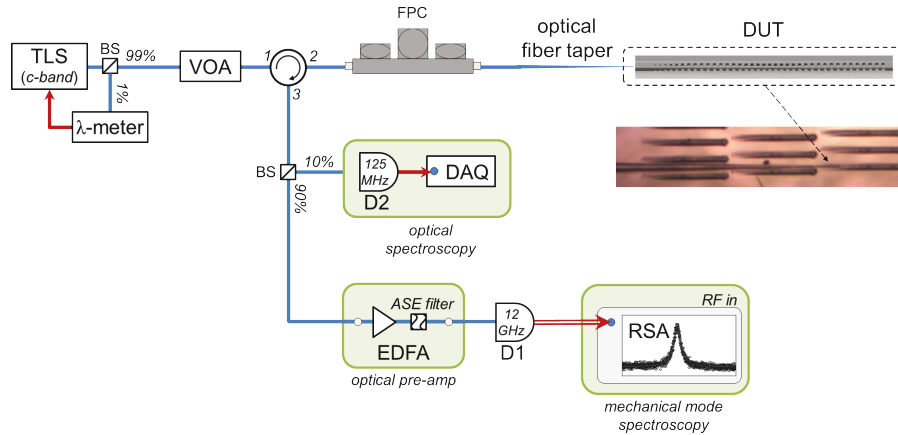 FPC
TLS
(c-band)
BS
99%
1%
λ-meter
VOA
1
2
3
optical
fiber taper
DUT
BS
10%
90%
125
MHz
D2
DAQ
optical
spectroscopy
ASE filter
EDFA
optical pre-amp
12
GHz
D1
RF in
RSA
mechanical mode
spectroscopy